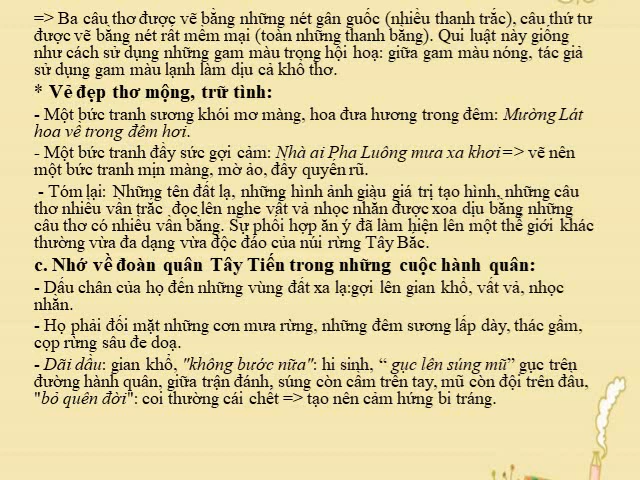 => Ba câu thơ được vẽ bằng những nét gân guốc (nhiều thanh trắc), câu thứ tư
được vẽ bằng nét rất mềm mại (toàn những thanh bằng). Qui luật này giống
như cách sử dụng những gam màu trong hội hoạ: giữa gam màu nóng, tác giả
sử dụng gam màu lạnh làm dịu cả khổ thơ.
* Vẻ đẹp thơ mộng, trữ tình:
- Một bức tranh sương khói mơ màng, hoa đưa hương trong đêm: Mường Lát
hoa về trong đêm hơi.
- Một bức tranh đầy sức gợi cảm: Nhà ai Pha Luông mưa xa khơi=> vẽ nên
một bức tranh mịn màng, mờ ảo, đầy quyến rũ.
- Tóm lại: Những tên đất lạ, những hình ảnh giàu giá trị tạo hình, những câu
thơ nhiều vần trắc đọc lên nghe vất vả nhọc nhằn được xoa dịu bằng những
câu thơ có nhiều vần bằng. Sự phối hợp ăn ý đã làm hiện lên một thế giới khác
thường vừa đa dạng vừa độc đáo của núi rừng Tây Bắc.
c. Nhớ về đoàn quân Tây Tiến trong những cuộc hành quân:
- Dấu chân của họ đến những vùng đất xa lạ:gợi lên gian khổ, vất vả, nhọc
nhằn.
- Họ phải đối mặt những cơn mưa rừng, những đêm sương lấp dày, thác gầm,
cọp rừng sâu đe doạ.
- Dãi dầu: gian khổ, "không bước nữa": hi sinh, “ gục lên súng mũ” gục trên
đường hành quân, giữa trận đánh, súng còn cầm trên tay, mũ còn đội trên đầu,
"bỏ quên đời": coi thường cái chết => tạo nên cảm hứng bi tráng.